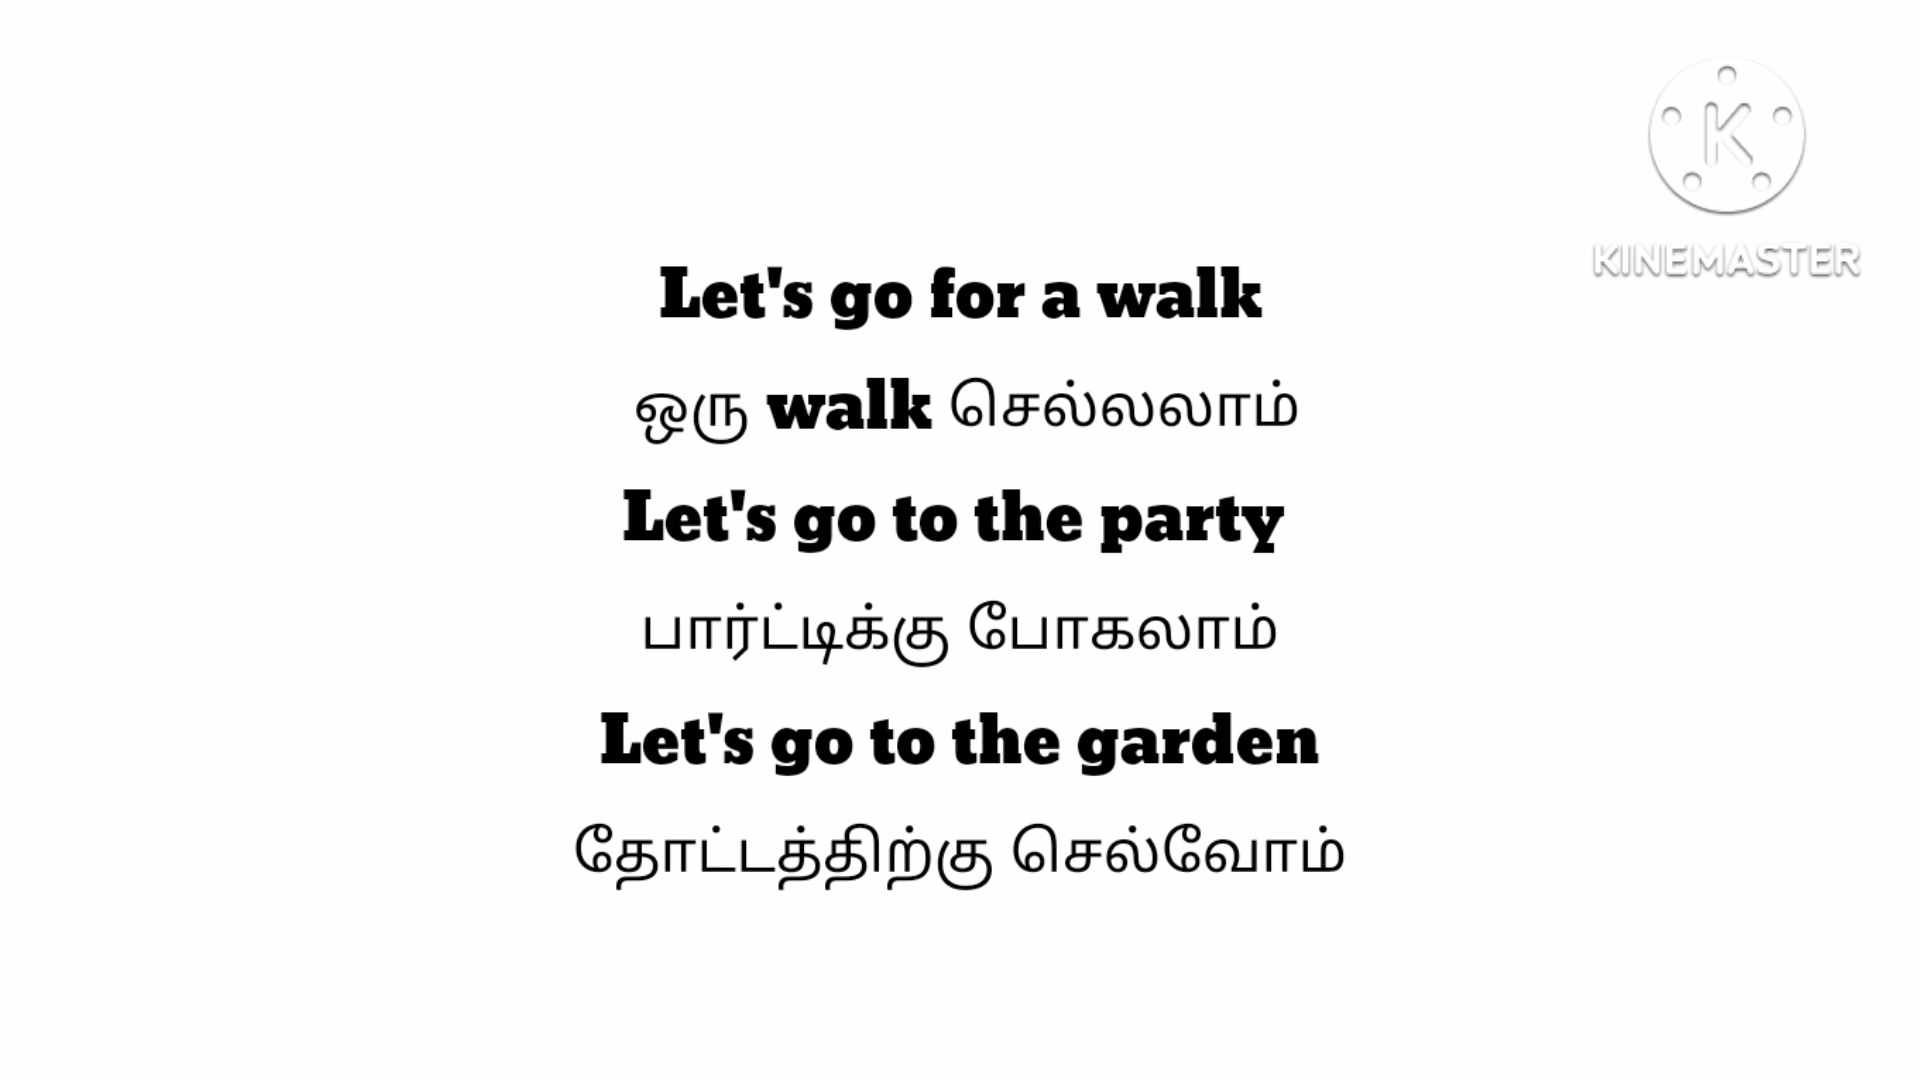 KINEMASTER
Let's go for a walk
ஒரு walk செல்லலாம்
Let's go to the party
பார்ட்டிக்கு போகலாம்
Let's go to the garden
தோட்டத்திற்கு செல்வோம்